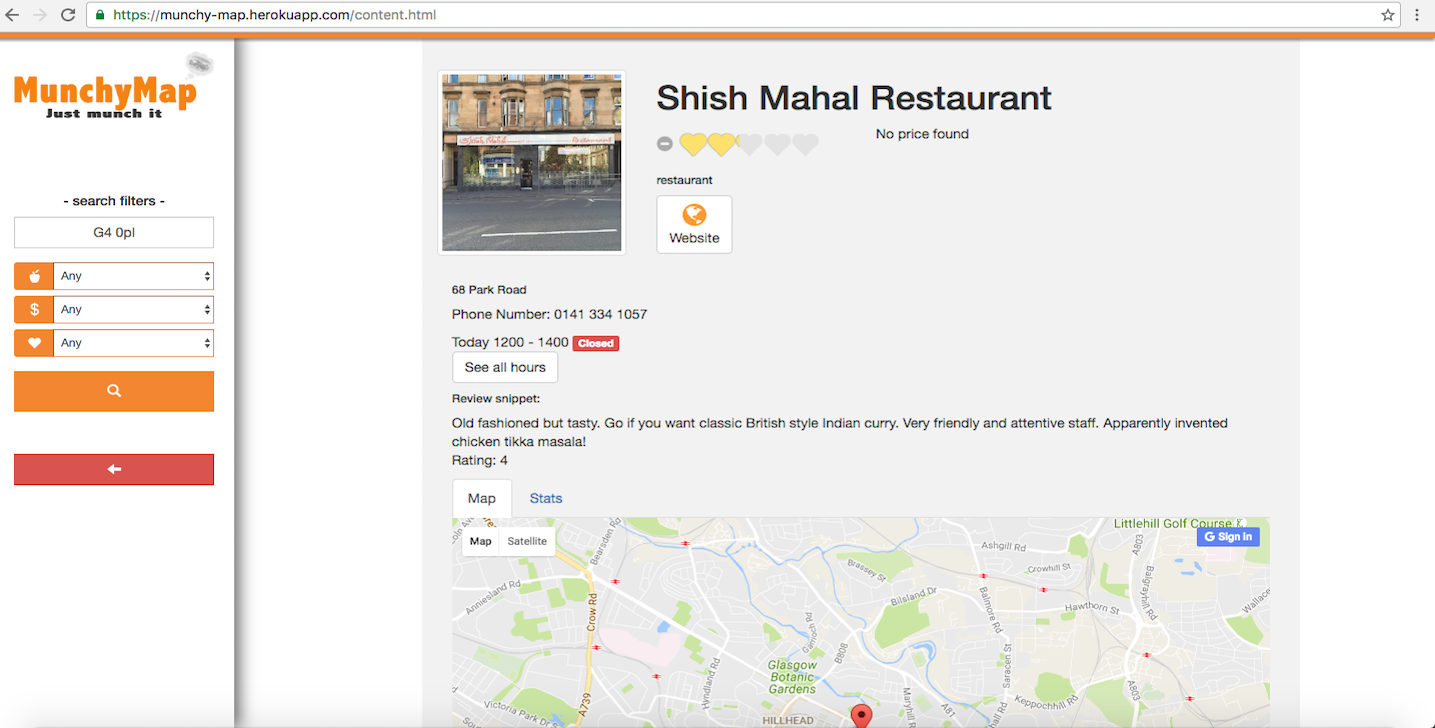 https://munchy-map.herokuapp.com/content.html
MunchyMap
Just munch it
- search filters -
G4 0pl
Any
$ Any
Any
Shish Mahal Restaurant
No price found
restaurant
Website
68 Park Road
Phone Number: 0141 334 1057
Today 1200 - 1400 Closed
See all hours
Review snippet:
Old fashioned but tasty. Go if you want classic British style Indian curry. Very friendly and attentive staff. Apparently invented
chicken tikka masala!
Rating: 4
Map Stats
Map Satellite
Littlehill Golf Course
G Sign in
Bearsden Rd
Ashgill Rd
A803
Crowhill St
Brassey St
Balgrayhill Rd
Anniesland Rd
Bilsland Dr
Balmore Rd
Hawthorn St
Wallace
Crow Rd
Garrioch Rd
B808
Saracen St
Glasgow
Botanic
Gardens
Hyndland Rd
A739
Victoria Park Dr S
Maryhill
A81
Keppochhill Rd
A803
HILLHEAD